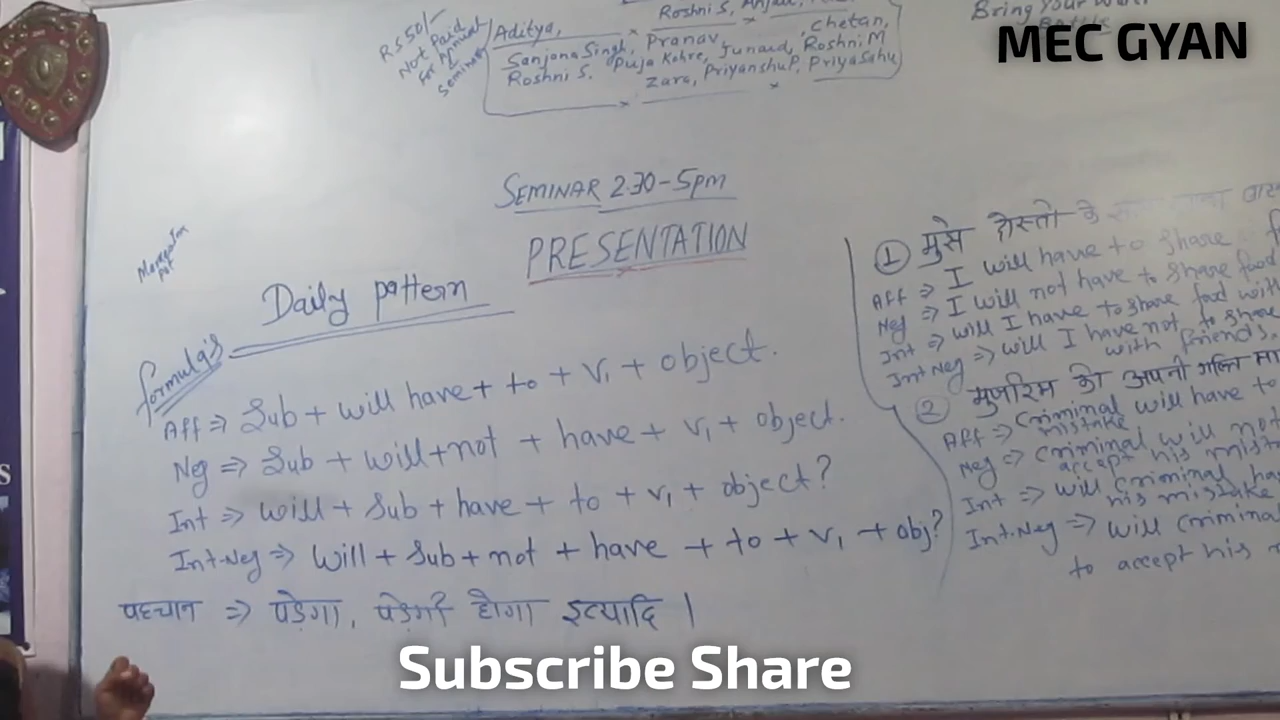 Bring Your
MEC GYAN
Rs 50/-
Not Paid
for Annual
Seminar
Roshni S,
Aditya,
Pranav,
chetan,
Sanjana Singh, Puja Kohre, Junaid, Roshni M
Roshni S.
Zara, Priyanshu P, Priya Sahu
SEMINAR 2.30-5pm
PRESENTATION
Daily pattern
formula's
Aff => Sub + will have + to + V1 + object.
Neg => Sub + will+not + have + V1 + object.
Int => will + Sub + have + to + V1 + object?
Int-Neg => will + Sub + not + have + to + V1 + obj?
पहचान => पड़ेगा, पड़ेगी होगा इत्यादि ।
① मुझे दोस्तो के
Aff => I will have to share
Neg => I will not have to share food
Int => will I have to share food with
Int Neg => will I have not to share
with friends.
② मुजरिम को अपनी
Aff => Criminal will have to
mistake
Neg => Criminal will not
accept his
Int => will Criminal
his mistake
Int-Neg => will Criminal
to accept his
Subscribe Share